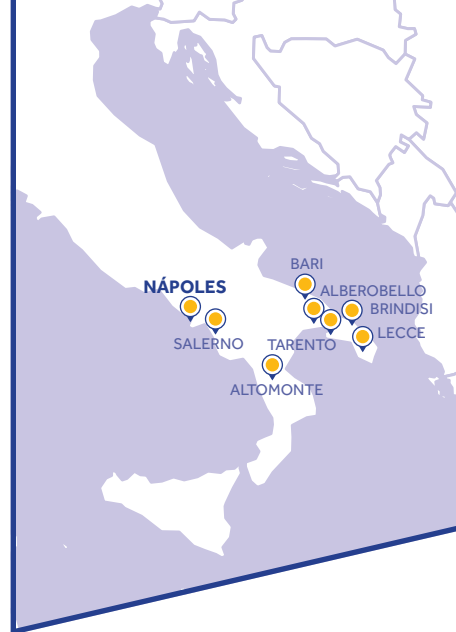 BARI
NÁPOLES
ALBEROBELLO
BRINDISI
SALERNO
TARENTO
LECCE
ALTOMONTE